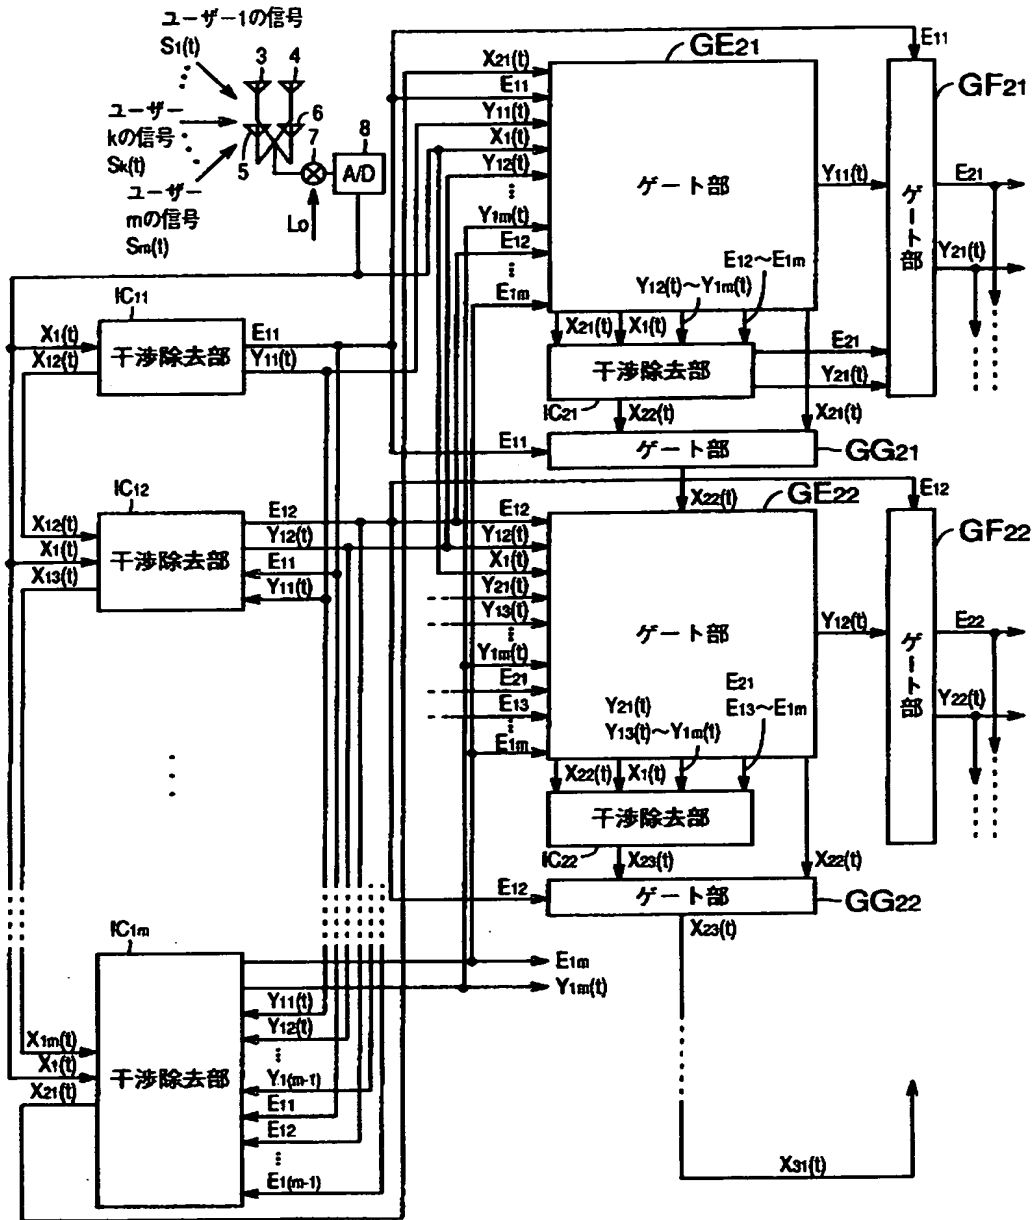 ユーザー1の信号
S1(t)
3
4
ユーザー
kの信号
Sk(t)
5
6
7
8
A/D
ユーザー
mの信号
Sm(t)
Lo
IC11
X1(t)
X12(t)
干渉除去部
E11
Y11(t)
IC12
X12(t)
X1(t)
X13(t)
干渉除去部
E12
Y12(t)
E11
Y11(t)
IC1m
X1m(t)
X1(t)
X21(t)
干渉除去部
E1m
Y1m(t)
Y11(t)
Y12(t)
Y1(m-1)
E11
E12
E1(m-1)
GE21
X21(t)
E11
Y11(t)
X1(t)
Y12(t)
Y1m(t)
E12
E1m
ゲート部
E12~E1m
Y12(t)~Y1m(t)
Y11(t)
E11
GF21
ゲート部
E21
Y21(t)
X21(t)
X1(t)
干渉除去部
IC21
E21
Y21(t)
X22(t)
X21(t)
E11
ゲート部
GG21
X22(t)
GE22
E12
Y12(t)
X1(t)
Y21(t)
Y13(t)
Y1m(t)
E21
E13
E1m
ゲート部
E21
E13~E1m
Y21(t)
Y13(t)~Y1m(t)
Y12(t)
E12
GF22
ゲート部
E22
Y22(t)
X22(t)
X1(t)
干渉除去部
IC22
X23(t)
X22(t)
E12
ゲート部
GG22
X23(t)
X31(t)